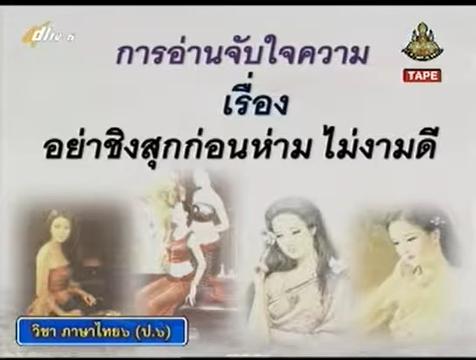 การอ่านจับใจความ
TAPE
เรื่อง
อย่าชิงสุกก่อนห่าม ไม่งามดี
วิชา ภาษาไทย๖ (ป.๖)